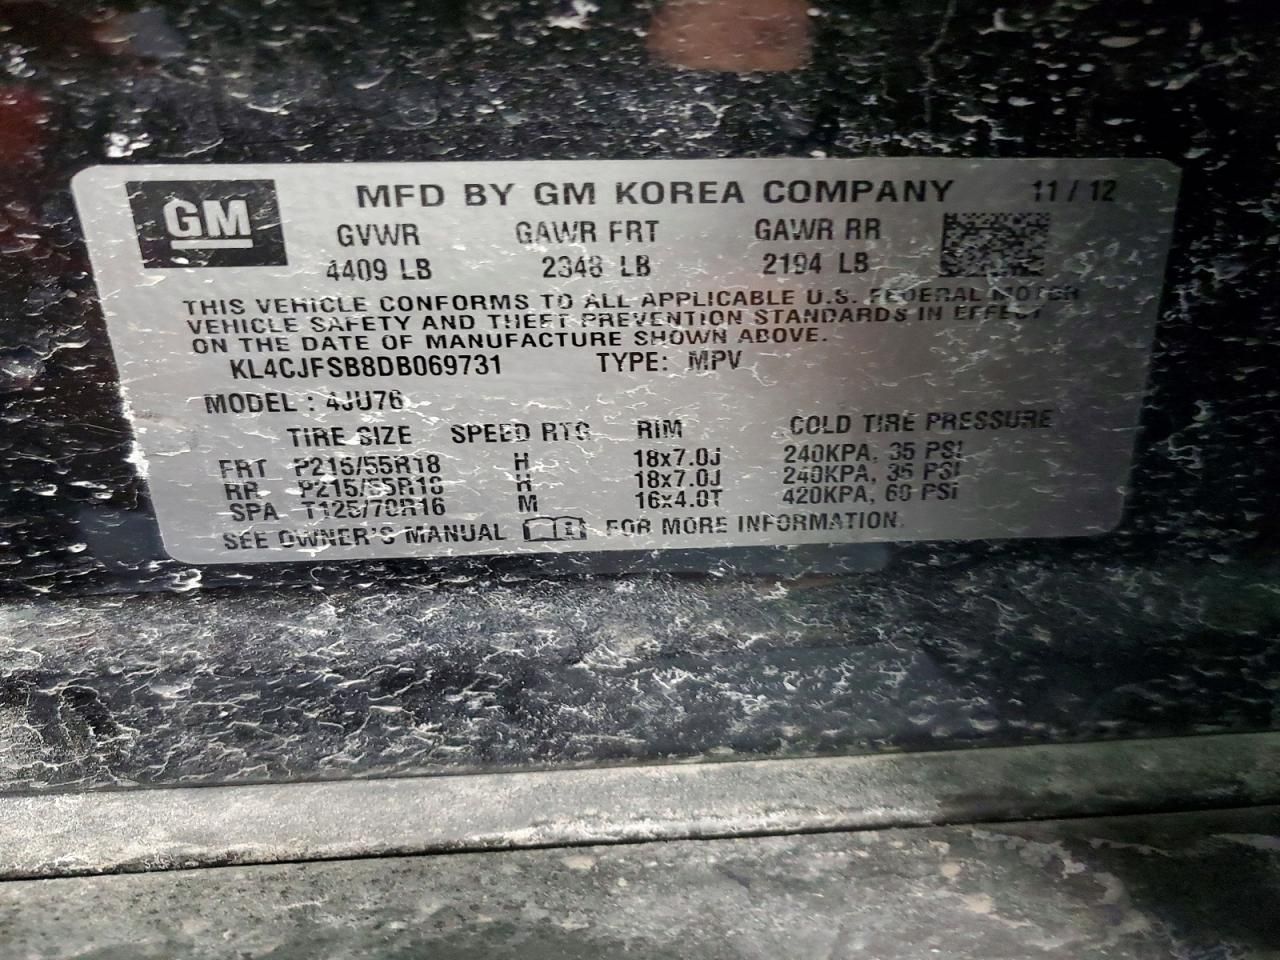 GM
MFD BY GM KOREA COMPANY 11/12
GVWR GAWR FRT GAWR RR
4409 LB 2348 LB 2194 LB
THIS VEHICLE CONFORMS TO ALL APPLICABLE U.S. FEDERAL MOTOR
VEHICLE SAFETY AND THEFT PREVENTION STANDARDS IN EFFECT
ON THE DATE OF MANUFACTURE SHOWN ABOVE.
KL4CJFSB8DB069731 TYPE: MPV
MODEL : 4JU76
TIRE SIZE SPEED RTG RIM COLD TIRE PRESSURE
FRT P215/55R18 H 18x7.0J 240KPA, 35 PSI
RR P215/55R18 H 18x7.0J 240KPA, 35 PSI
SPA T125/70R16 M 16x4.0T 420KPA, 60 PSI
SEE OWNER'S MANUAL FOR MORE INFORMATION.